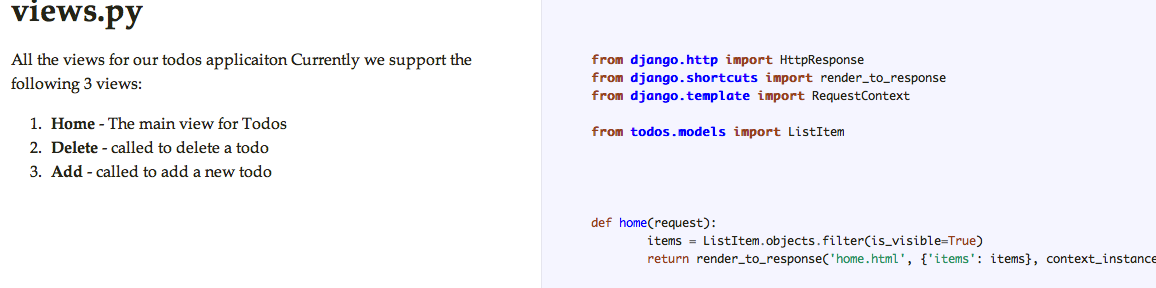 views.py
All the views for our todos applicaiton Currently we support the
following 3 views:
1. Home - The main view for Todos
2. Delete - called to delete a todo
3. Add - called to add a new todo
from django.http import HttpResponse
from django.shortcuts import render_to_response
from django.template import RequestContext
from todos.models import ListItem
def home(request):
items = ListItem.objects.filter(is_visible=True)
return render_to_response('home.html', {'items': items}, context_instance